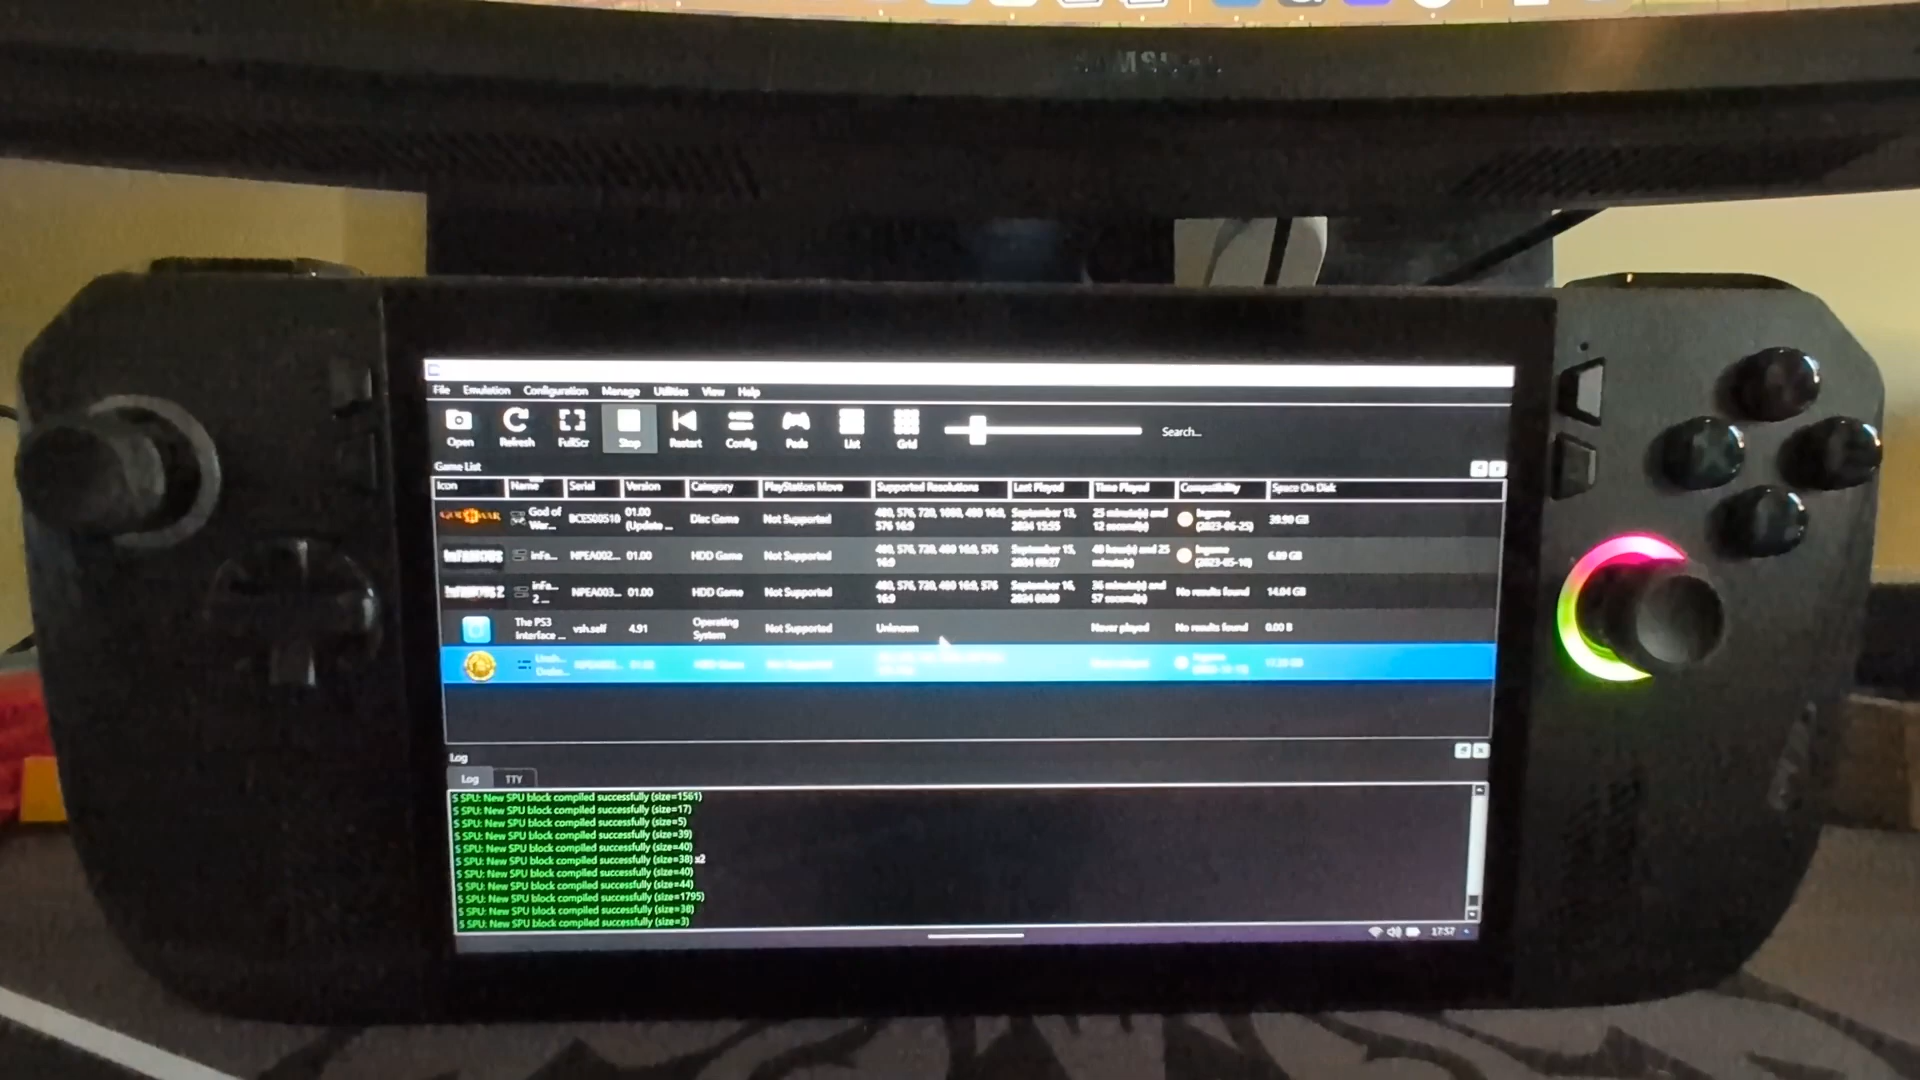 SAMSUNG
File Emulation Configuration Manage Utilities View Help
Open Refresh FullScr Stop Restart Config Pads List Grid Search...
Game List
Icon Name Serial Version Category PlayStation Move Supported Resolutions Last Played Time Played Compatibility Space On Disk
GOD WAR God of War... BCES00510 01.00 (Update ... Disc Game Not Supported 480, 576, 720, 1080, 480 16:9, 576 16:9 September 13, 2024 15:55 25 minute(s) and 12 second(s) Ingame (2023-06-25) 39.90 GB
inFAMOUS inFa... NPEA002... 01.00 HDD Game Not Supported 480, 576, 720, 480 16:9, 576 16:9 September 15, 2024 40 hour(s) and 25 minute(s) Ingame (2023-05-10) 6.89 GB
inFAMOUS 2 inFa... 2 ... NPEA003... 01.00 HDD Game Not Supported 480, 576, 720, 480 16:9, 576 16:9 September 16, 2024 36 minute(s) and 57 second(s) No results found 14.04 GB
The PS3 Interface ... vsh.self 4.91 Operating System Not Supported Unknown Never played No results found 0.00 B
HDD Game Not Supported Ingame
Log
Log TTY
S SPU: New SPU block compiled successfully (size=1561)
S SPU: New SPU block compiled successfully (size=17)
S SPU: New SPU block compiled successfully (size=5)
S SPU: New SPU block compiled successfully (size=39)
S SPU: New SPU block compiled successfully (size=40)
S SPU: New SPU block compiled successfully (size=38) x2
S SPU: New SPU block compiled successfully (size=40)
S SPU: New SPU block compiled successfully (size=44)
S SPU: New SPU block compiled successfully (size=1795)
S SPU: New SPU block compiled successfully (size=38)
S SPU: New SPU block compiled successfully (size=3)
17:57